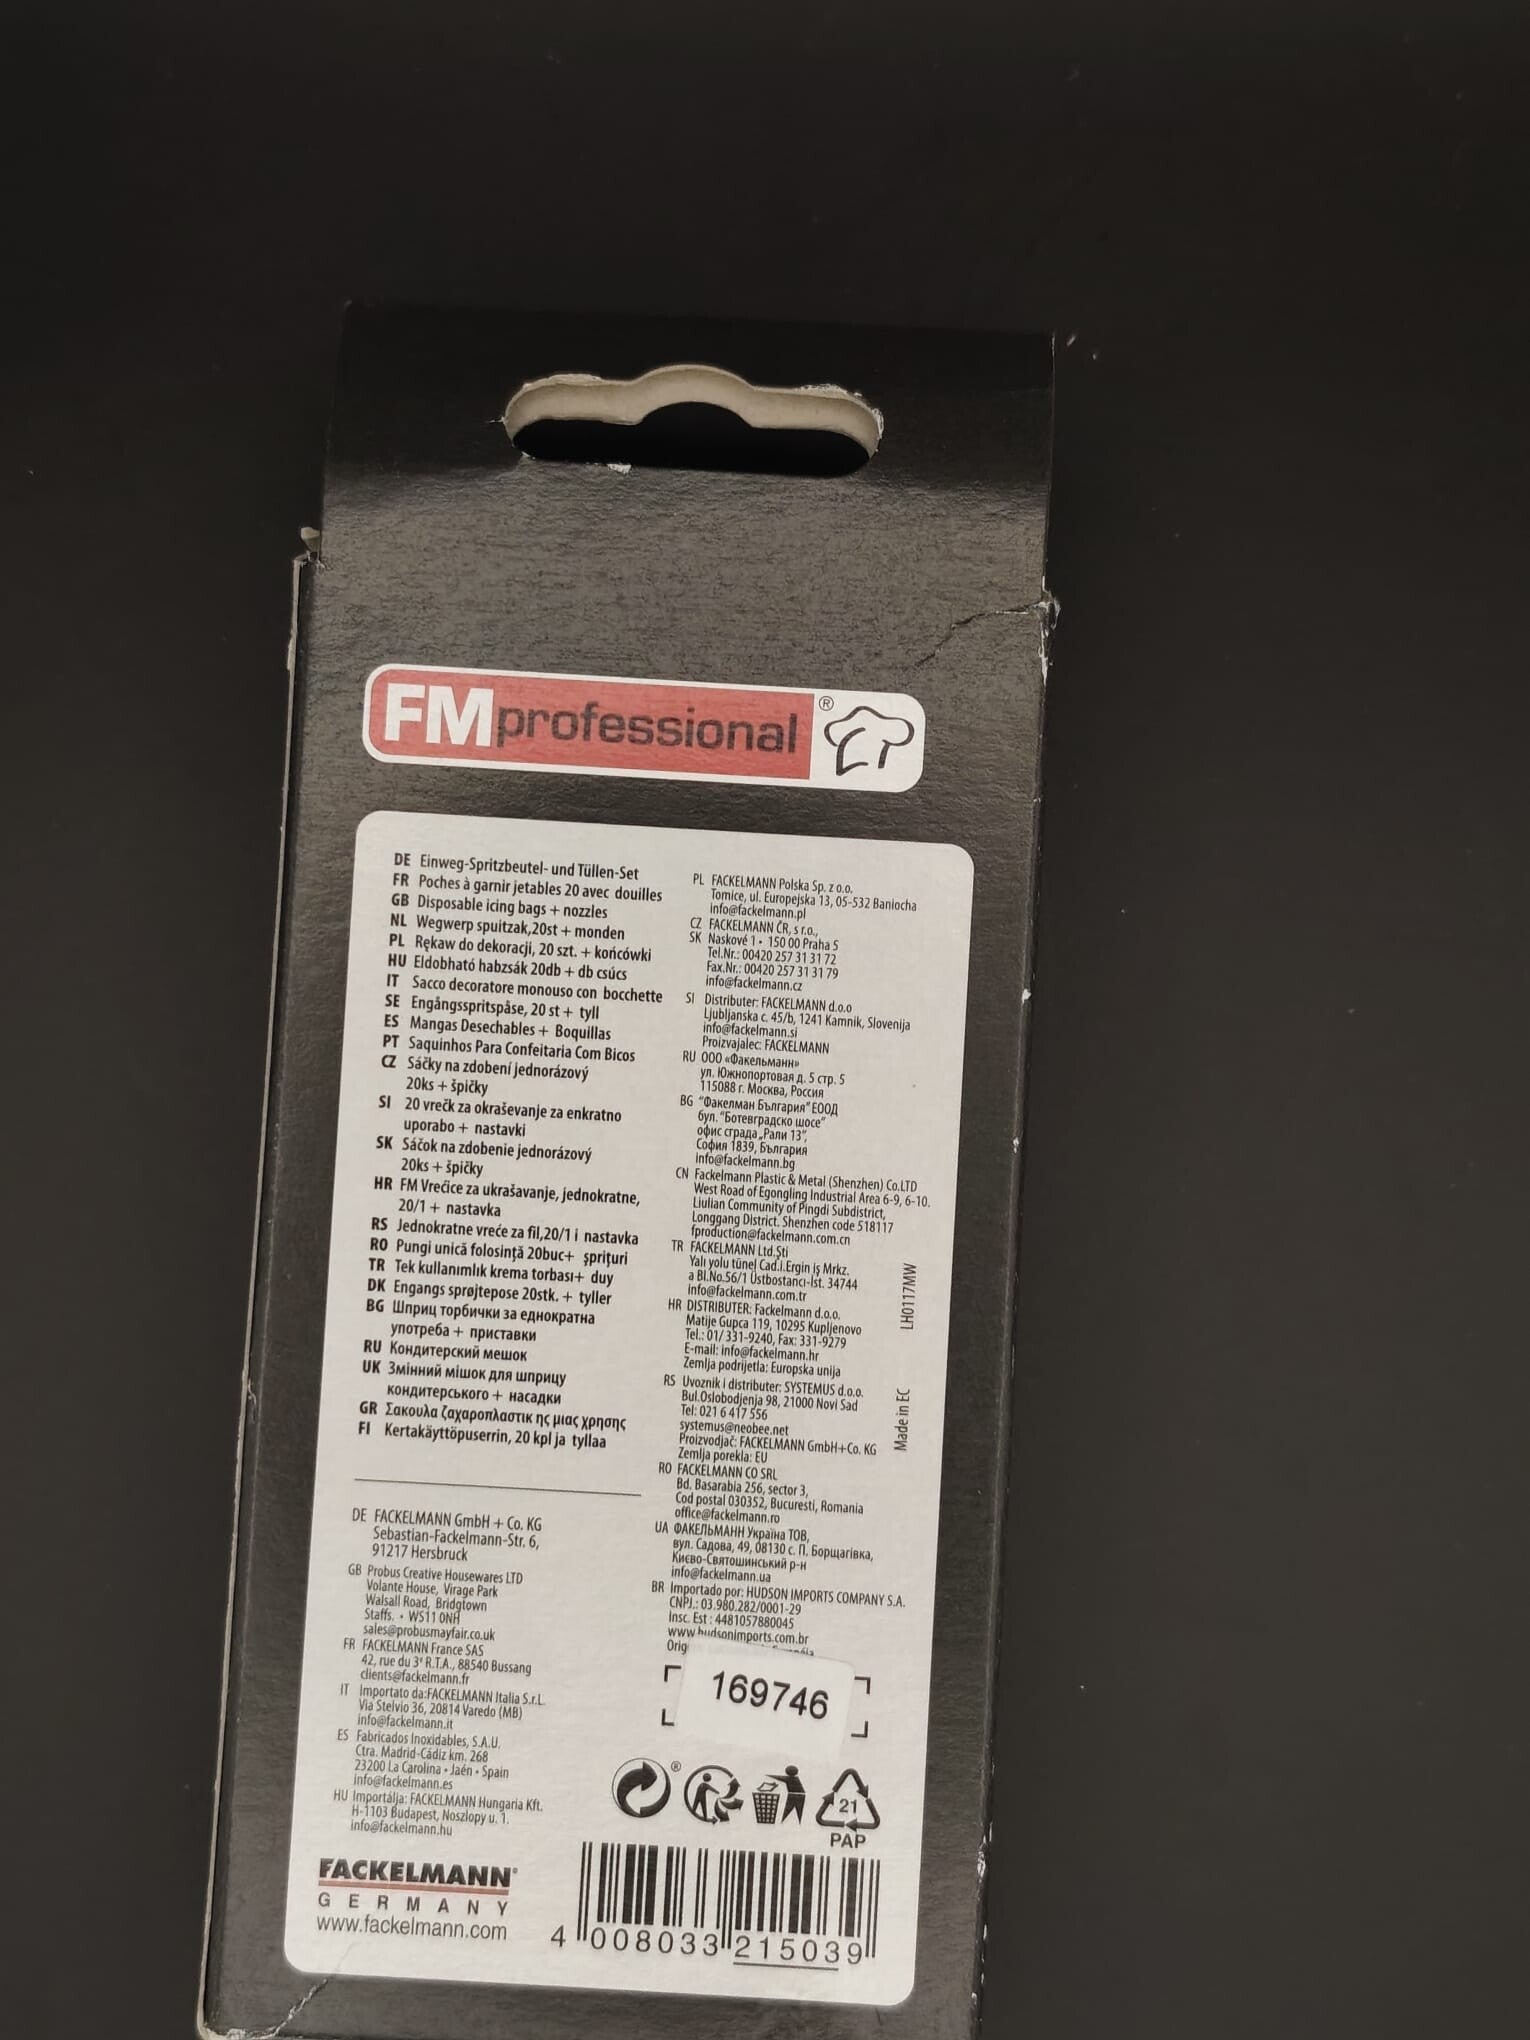 FMprofessional®
DE Einweg-Spritzbeutel- und Tüllen-Set
FR Poches à garnir jetables 20 avec douilles
GB Disposable icing bags + nozzles
NL Wegwerp spuitzak,20st + monden
PL Rękaw do dekoracji, 20 szt. + końcówki
HU Eldobható habzsák 20db + db csúcs
IT Sacco decoratore monouso con bocchette
SE Engångsspritspåse, 20 st + tyll
ES Mangas Desechables + Boquillas
PT Saquinhos Para Confeitaria Com Bicos
CZ Sáčky na zdobení jednorázový
20ks + špičky
SI 20 vrečk za okraševanje za enkratno
uporabo + nastavki
SK Sáčok na zdobenie jednorázový
20ks + špičky
HR FM Vrećice za ukrašavanje, jednokratne,
20/1 + nastavka
RS Jednokratne vreće za fil,20/1 i nastavka
RO Pungi unică folosință 20buc+ șprițuri
TR Tek kullanımlık krema torbası+ duy
DK Engangs sprøjtepose 20stk. + tyller
BG Шприц торбички за еднократна
употреба + приставки
RU Кондитерский мешок
UK Змінний мішок для шприцу
кондитерського + насадки
GR Σακουλα ζαχαροπλαστικ ης μιας χρησης
FI Kertakäyttöpuserrin, 20 kpl ja tyllaa
DE FACKELMANN GmbH + Co. KG
Sebastian-Fackelmann-Str. 6,
91217 Hersbruck
GB Probus Creative Housewares LTD
Volante House, Virage Park
Walsall Road, Bridgtown
Staffs. • WS11 0NH
sales@probusmayfair.co.uk
FR FACKELMANN France SAS
42, rue du 3ᵉ R.T.A., 88540 Bussang
clients@fackelmann.fr
IT Importato da:FACKELMANN Italia S.r.L.
Via Stelvio 36, 20814 Varedo (MB)
info@fackelmann.it
ES Fabricados Inoxidables, S.A.U.
Ctra. Madrid-Cádiz km. 268
23200 La Carolina • Jaén • Spain
info@fackelmann.es
HU Importálja: FACKELMANN Hungaria Kft.
H-1103 Budapest, Noszlopy u. 1.
info@fackelmann.hu
FACKELMANN®
GERMANY
www.fackelmann.com
PL FACKELMANN Polska Sp. z o.o.
Tomice, ul. Europejska 13, 05-532 Baniocha
info@fackelmann.pl
CZ FACKELMANN ČR, s r.o.,
SK Naskové 1 • 150 00 Praha 5
Tel.Nr.: 00420 257 31 31 72
Fax.Nr.: 00420 257 31 31 79
info@fackelmann.cz
SI Distributer: FACKELMANN d.o.o
Ljubljanska c. 45/b, 1241 Kamnik, Slovenija
info@fackelmann.si
Proizvajalec: FACKELMANN
RU ООО «Факельманн»
ул. Южнопортовая д. 5 стр. 5
115088 г. Москва, Россия
BG "Факелман България" ЕООД
бул. "Ботевградско шосе"
офис сграда „Рали 13",
София 1839, България
info@fackelmann.bg
CN Fackelmann Plastic & Metal (Shenzhen) Co.LTD
West Road of Egongling Industrial Area 6-9, 6-10.
Liulian Community of Pingdi Subdistrict,
Longgang District. Shenzhen code 518117
fproduction@fackelmann.com.cn
TR FACKELMANN Ltd.Şti
Yalı yolu tünel Cad.i.Ergin iş Mrkz.
a Bl.No.56/1 Üstbostancı-İst. 34744
info@fackelmann.com.tr
HR DISTRIBUTER: Fackelmann d.o.o.
Matije Gupca 119, 10295 Kupljenovo
Tel.: 01/ 331-9240, Fax: 331-9279
E-mail: info@fackelmann.hr
Zemlja podrijetla: Europska unija
RS Uvoznik i distributer: SYSTEMUS d.o.o.
Bul.Oslobodjenja 98, 21000 Novi Sad
Tel: 021 6 417 556
systemus@neobee.net
Proizvodjač: FACKELMANN GmbH+Co. KG
Zemlja porekla: EU
RO FACKELMANN CO SRL
Bd. Basarabia 256, sector 3,
Cod postal 030352, Bucuresti, Romania
office@fackelmann.ro
UA ФАКЕЛЬМАНН Україна ТОВ,
вул. Садова, 49, 08130 с. П. Борщагівка,
Києво-Святошинський р-н
info@fackelmann.ua
BR Importado por: HUDSON IMPORTS COMPANY S.A.
CNPJ.: 03.980.282/0001-29
Insc. Est : 4481057880045
www.hudsonimports.com.br
LH0117MW
Made in EC
169746
®
21
PAP
4 008033 215039